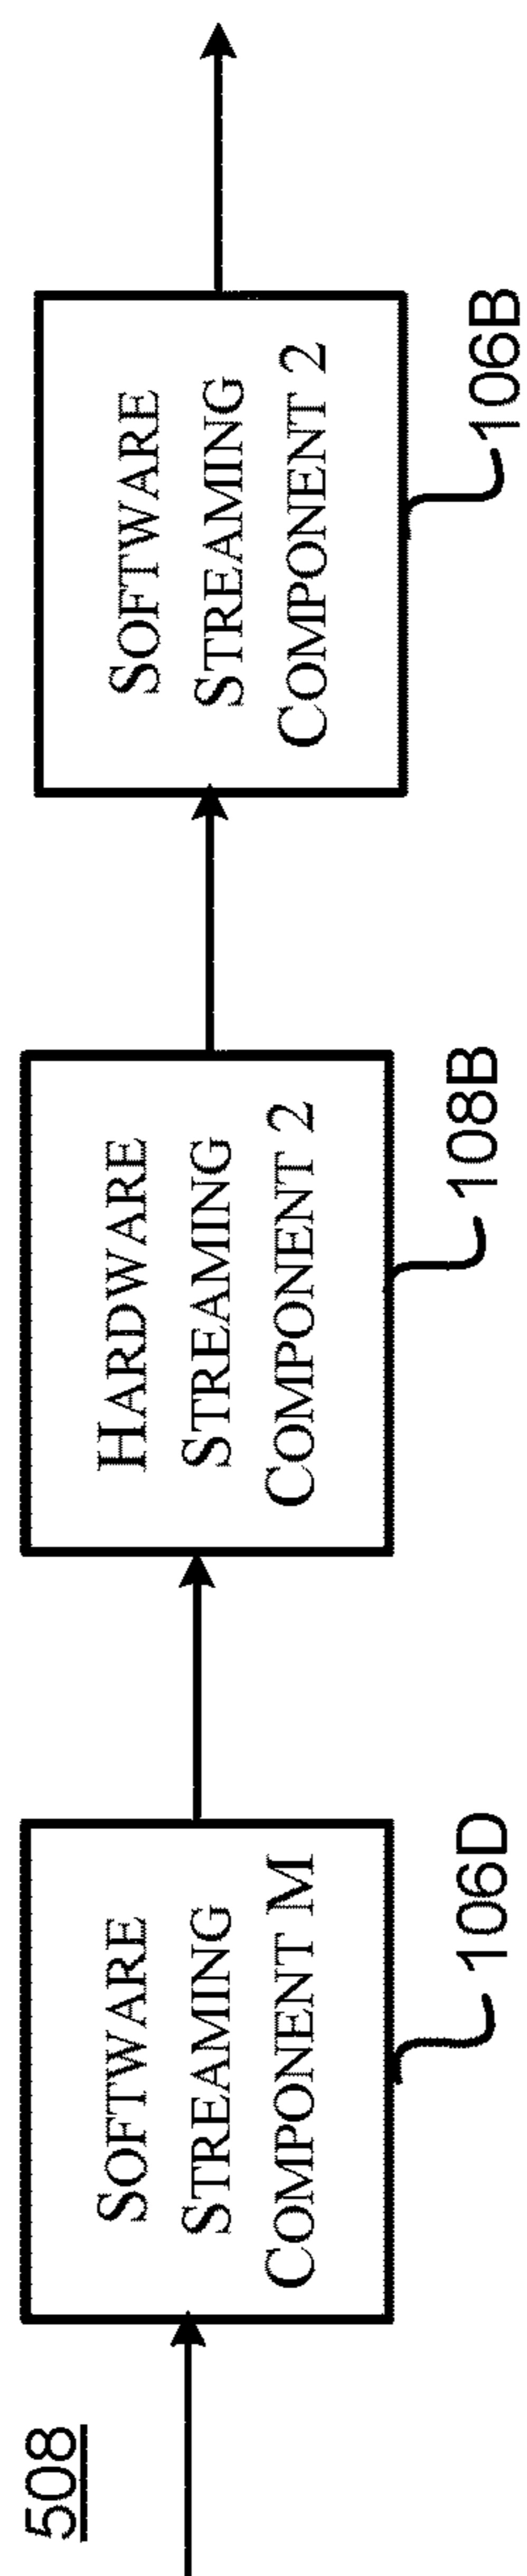 508
SOFTWARE
STREAMING
COMPONENT M
106D
HARDWARE
STREAMING
COMPONENT 2
108B
SOFTWARE
STREAMING
COMPONENT 2
106B